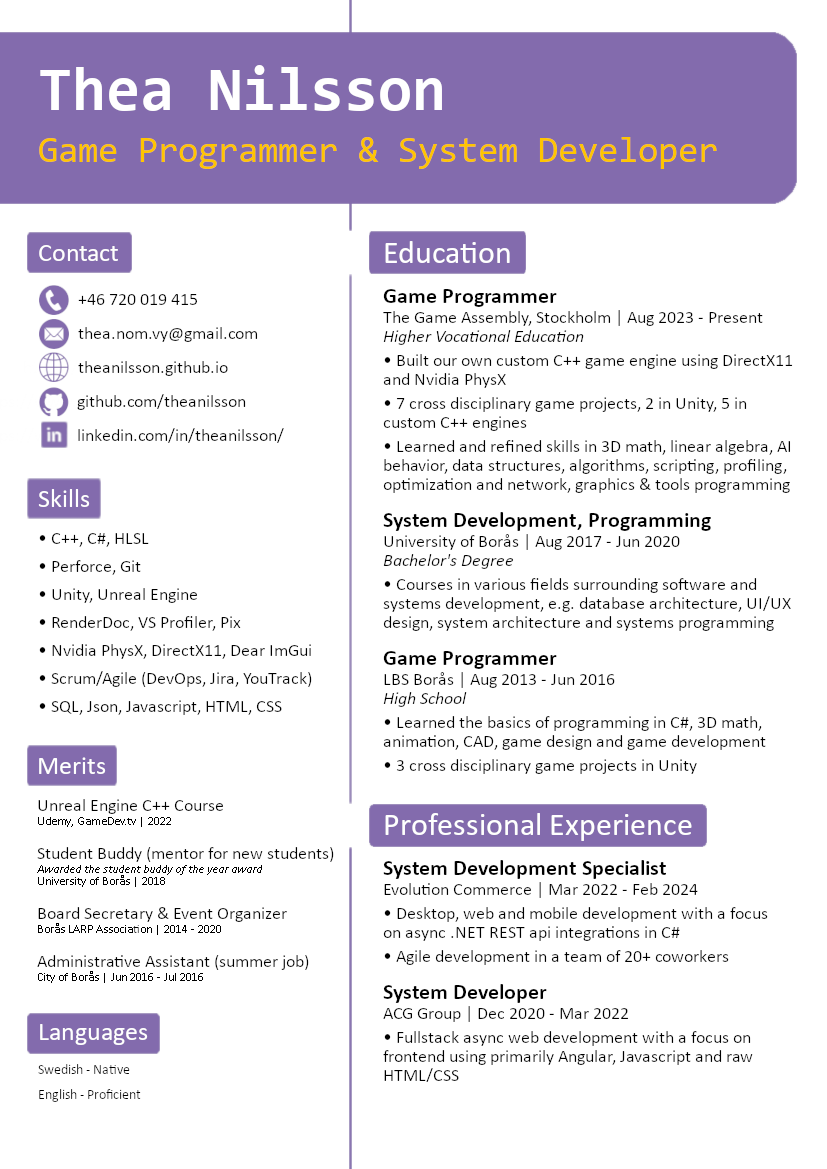 Thea Nilsson
Game Programmer & System Developer
Contact
+46 720 019 415
thea.nom.vy@gmail.com
theanilsson.github.io
github.com/theanilsson
in
linkedin.com/in/theanilsson/
Skills
• C++, C#, HLSL
• Perforce, Git
• Unity, Unreal Engine
• RenderDoc, VS Profiler, Pix
• Nvidia PhysX, DirectX11, Dear ImGui
• Scrum/Agile (DevOps, Jira, YouTrack)
• SQL, Json, Javascript, HTML, CSS
Merits
Unreal Engine C++ Course
Udemy, GameDev.tv | 2022
Student Buddy (mentor for new students)
Awarded the student buddy of the year award
University of Borås | 2018
Board Secretary & Event Organizer
Borås LARP Association | 2014 - 2020
Administrative Assistant (summer job)
City of Borås | Jun 2016 - Jul 2016
Languages
Swedish - Native
English - Proficient
Education
Game Programmer
The Game Assembly, Stockholm | Aug 2023 - Present
Higher Vocational Education
• Built our own custom C++ game engine using DirectX11
and Nvidia PhysX
• 7 cross disciplinary game projects, 2 in Unity, 5 in
custom C++ engines
• Learned and refined skills in 3D math, linear algebra, AI
behavior, data structures, algorithms, scripting, profiling,
optimization and network, graphics & tools programming
System Development, Programming
University of Borås | Aug 2017 - Jun 2020
Bachelor's Degree
• Courses in various fields surrounding software and
systems development, e.g. database architecture, UI/UX
design, system architecture and systems programming
Game Programmer
LBS Borås | Aug 2013 - Jun 2016
High School
• Learned the basics of programming in C#, 3D math,
animation, CAD, game design and game development
• 3 cross disciplinary game projects in Unity
Professional Experience
System Development Specialist
Evolution Commerce | Mar 2022 - Feb 2024
• Desktop, web and mobile development with a focus
on async .NET REST api integrations in C#
• Agile development in a team of 20+ coworkers
System Developer
ACG Group | Dec 2020 - Mar 2022
• Fullstack async web development with a focus on
frontend using primarily Angular, Javascript and raw
HTML/CSS